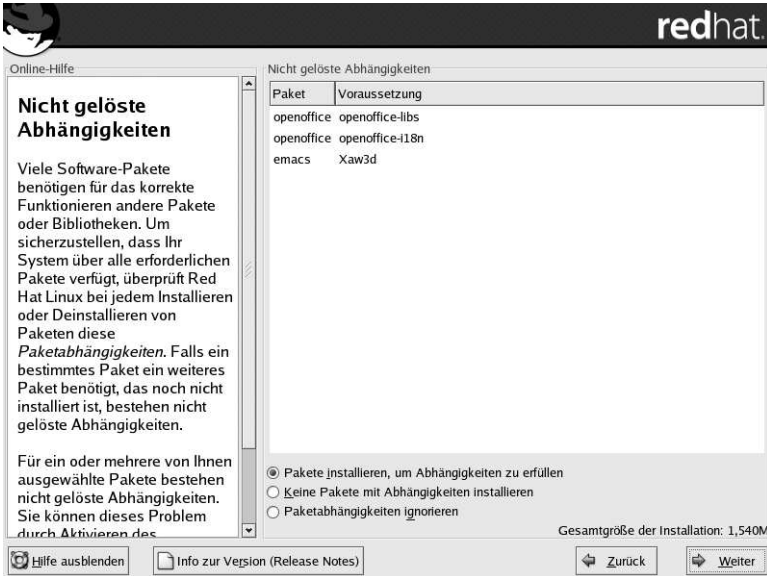 redhat.
Online-Hilfe
Nicht gelöste
Abhängigkeiten
Viele Software-Pakete
benötigen für das korrekte
Funktionieren andere Pakete
oder Bibliotheken. Um
sicherzustellen, dass Ihr
System über alle erforderlichen
Pakete verfügt, überprüft Red
Hat Linux bei jedem Installieren
oder Deinstallieren von
Paketen diese
Paketabhängigkeiten. Falls ein
bestimmtes Paket ein weiteres
Paket benötigt, das noch nicht
installiert ist, bestehen nicht
gelöste Abhängigkeiten.
Für ein oder mehrere von Ihnen
ausgewählte Pakete bestehen
nicht gelöste Abhängigkeiten.
Sie können dieses Problem
durch Aktivieren des
Nicht gelöste Abhängigkeiten
Paket Voraussetzung
openoffice openoffice-libs
openoffice openoffice-i18n
emacs Xaw3d
Pakete installieren, um Abhängigkeiten zu erfüllen
Keine Pakete mit Abhängigkeiten installieren
Paketabhängigkeiten ignorieren
Gesamtgröße der Installation: 1,540M
Hilfe ausblenden
Info zur Version (Release Notes)
Zurück
Weiter